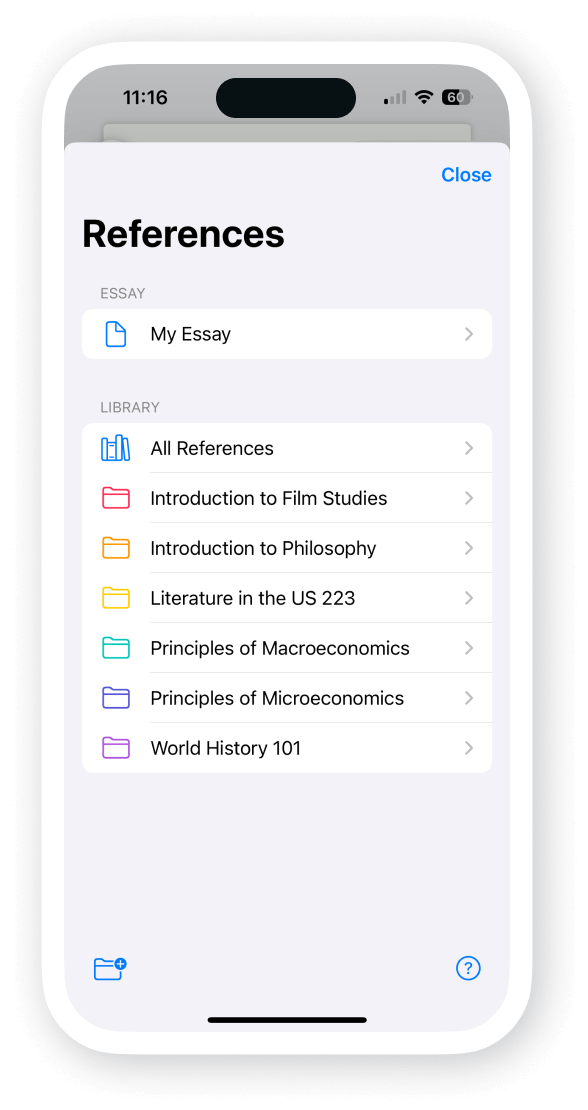 11:16
60
Close
References
ESSAY
My Essay
LIBRARY
All References
Introduction to Film Studies
Introduction to Philosophy
Literature in the US 223
Principles of Macroeconomics
Principles of Microeconomics
World History 101
?